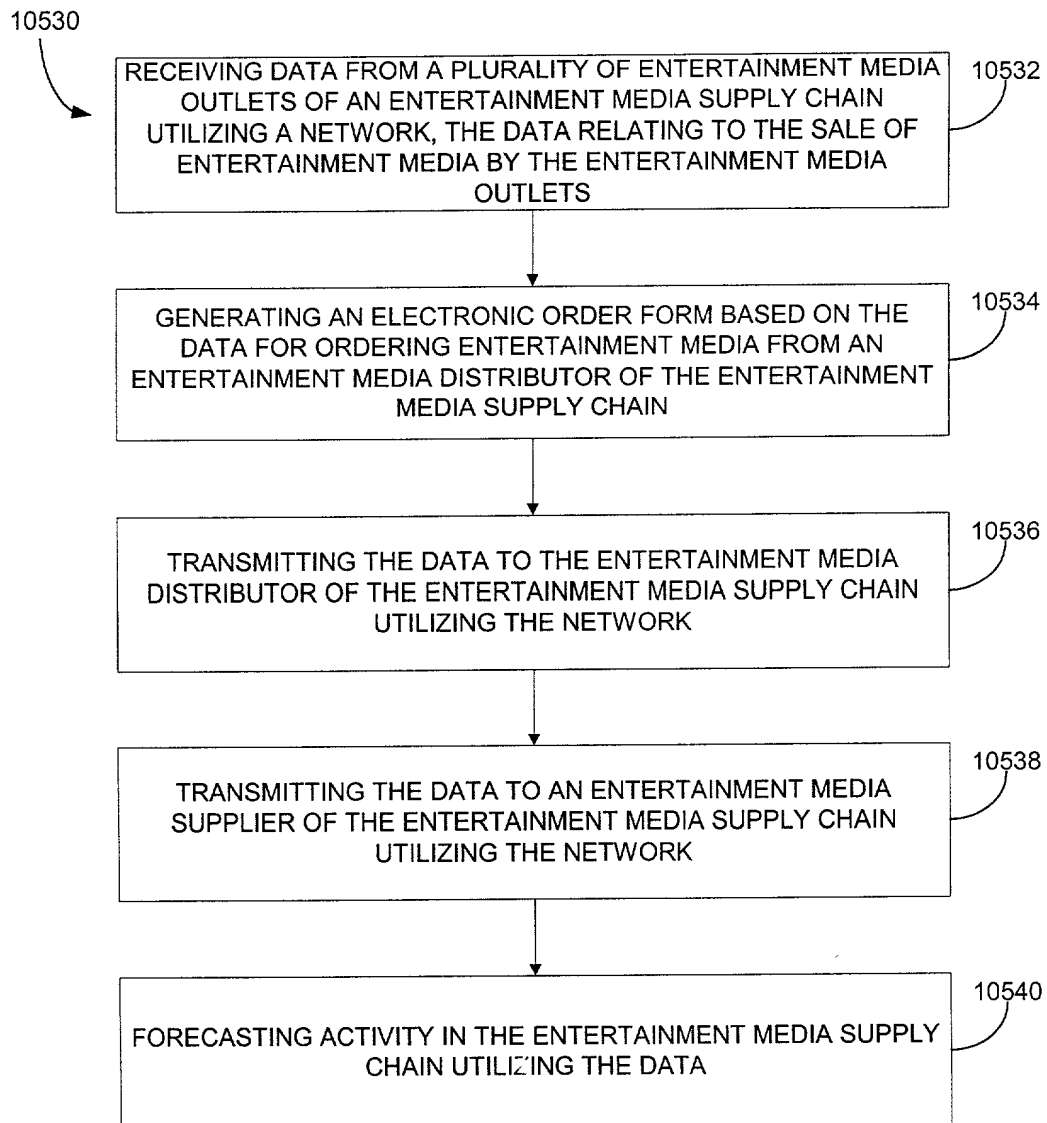 10530
RECEIVING DATA FROM A PLURALITY OF ENTERTAINMENT MEDIA
OUTLETS OF AN ENTERTAINMENT MEDIA SUPPLY CHAIN
UTILIZING A NETWORK, THE DATA RELATING TO THE SALE OF
ENTERTAINMENT MEDIA BY THE ENTERTAINMENT MEDIA
OUTLETS
10532
GENERATING AN ELECTRONIC ORDER FORM BASED ON THE
DATA FOR ORDERING ENTERTAINMENT MEDIA FROM AN
ENTERTAINMENT MEDIA DISTRIBUTOR OF THE ENTERTAINMENT
MEDIA SUPPLY CHAIN
10534
TRANSMITTING THE DATA TO THE ENTERTAINMENT MEDIA
DISTRIBUTOR OF THE ENTERTAINMENT MEDIA SUPPLY CHAIN
UTILIZING THE NETWORK
10536
TRANSMITTING THE DATA TO AN ENTERTAINMENT MEDIA
SUPPLIER OF THE ENTERTAINMENT MEDIA SUPPLY CHAIN
UTILIZING THE NETWORK
10538
FORECASTING ACTIVITY IN THE ENTERTAINMENT MEDIA SUPPLY
CHAIN UTILIZING THE DATA
10540